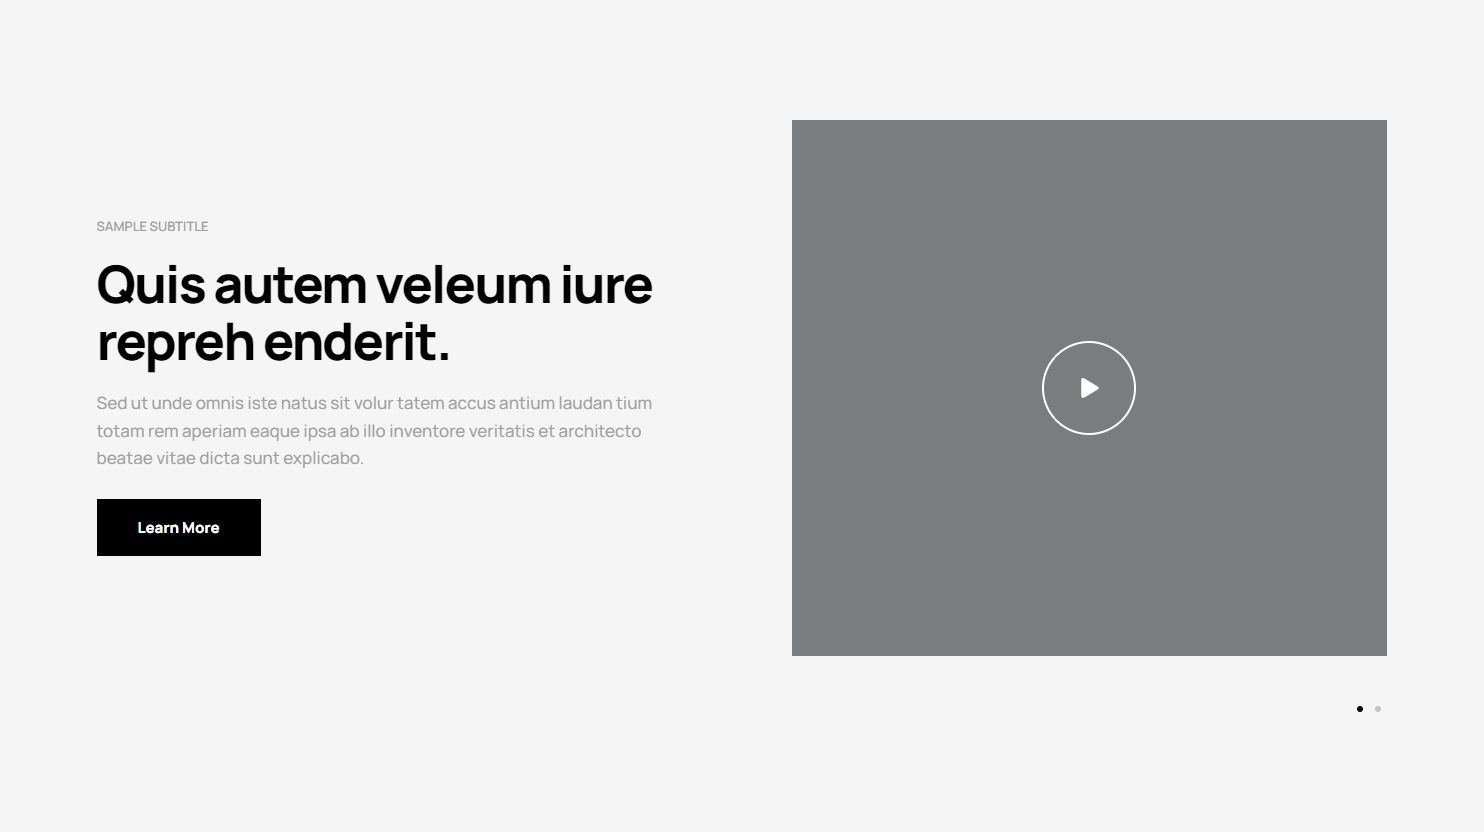 SAMPLE SUBTITLE
Quis autem veleum iure
repreh enderit.
Sed ut unde omnis iste natus sit volur tatem accus antium laudan tium
totam rem aperiam eaque ipsa ab illo inventore veritatis et architecto
beatae vitae dicta sunt explicabo.
Learn More